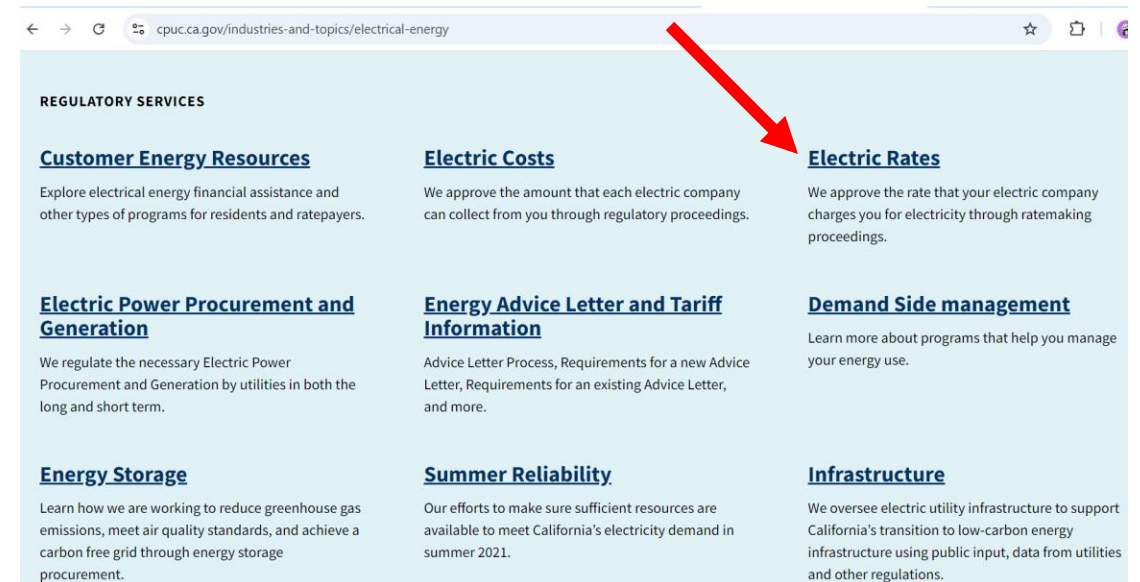 cpuc.ca.gov/industries-and-topics/electrical-energy
REGULATORY SERVICES
Customer Energy Resources
Explore electrical energy financial assistance and
other types of programs for residents and ratepayers.
Electric Costs
We approve the amount that each electric company
can collect from you through regulatory proceedings.
Electric Rates
We approve the rate that your electric company
charges you for electricity through ratemaking
proceedings.
Electric Power Procurement and
Generation
We regulate the necessary Electric Power
Procurement and Generation by utilities in both the
long and short term.
Energy Advice Letter and Tariff
Information
Advice Letter Process, Requirements for a new Advice
Letter, Requirements for an existing Advice Letter,
and more.
Demand Side management
Learn more about programs that help you manage
your energy use.
Energy Storage
Learn how we are working to reduce greenhouse gas
emissions, meet air quality standards, and achieve a
carbon free grid through energy storage
procurement.
Summer Reliability
Our efforts to make sure sufficient resources are
available to meet California's electricity demand in
summer 2021.
Infrastructure
We oversee electric utility infrastructure to support
California's transition to low-carbon energy
infrastructure using public input, data from utilities
and other regulations.